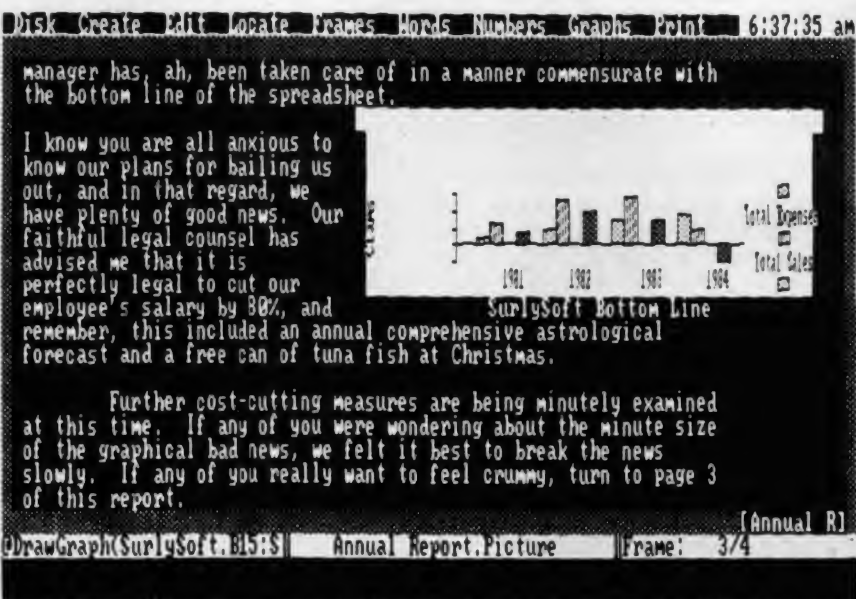 Disk Create Edit Locate Frames Words Numbers Graphs Print 6:37:35 am
manager has, ah, been taken care of in a manner commensurate with
the bottom line of the spreadsheet.
I know you are all anxious to
know our plans for bailing us
out, and in that regard, we
have plenty of good news. Our
faithful legal counsel has
advised me that it is
perfectly legal to cut our
employee's salary by 80%, and
remember, this included an annual comprehensive astrological
forecast and a free can of tuna fish at Christmas.
Total Expenses
Total Sales
1981 1982 1983 1984
SurlySoft Bottom Line
Further cost-cutting measures are being minutely examined
at this time. If any of you were wondering about the minute size
of the graphical bad news, we felt it best to break the news
slowly. If any of you really want to feel crummy, turn to page 3
of this report.
[Annual R]
@DrawGraph(SurlySoft.B15:S Annual Report.Picture Frame: 3/4